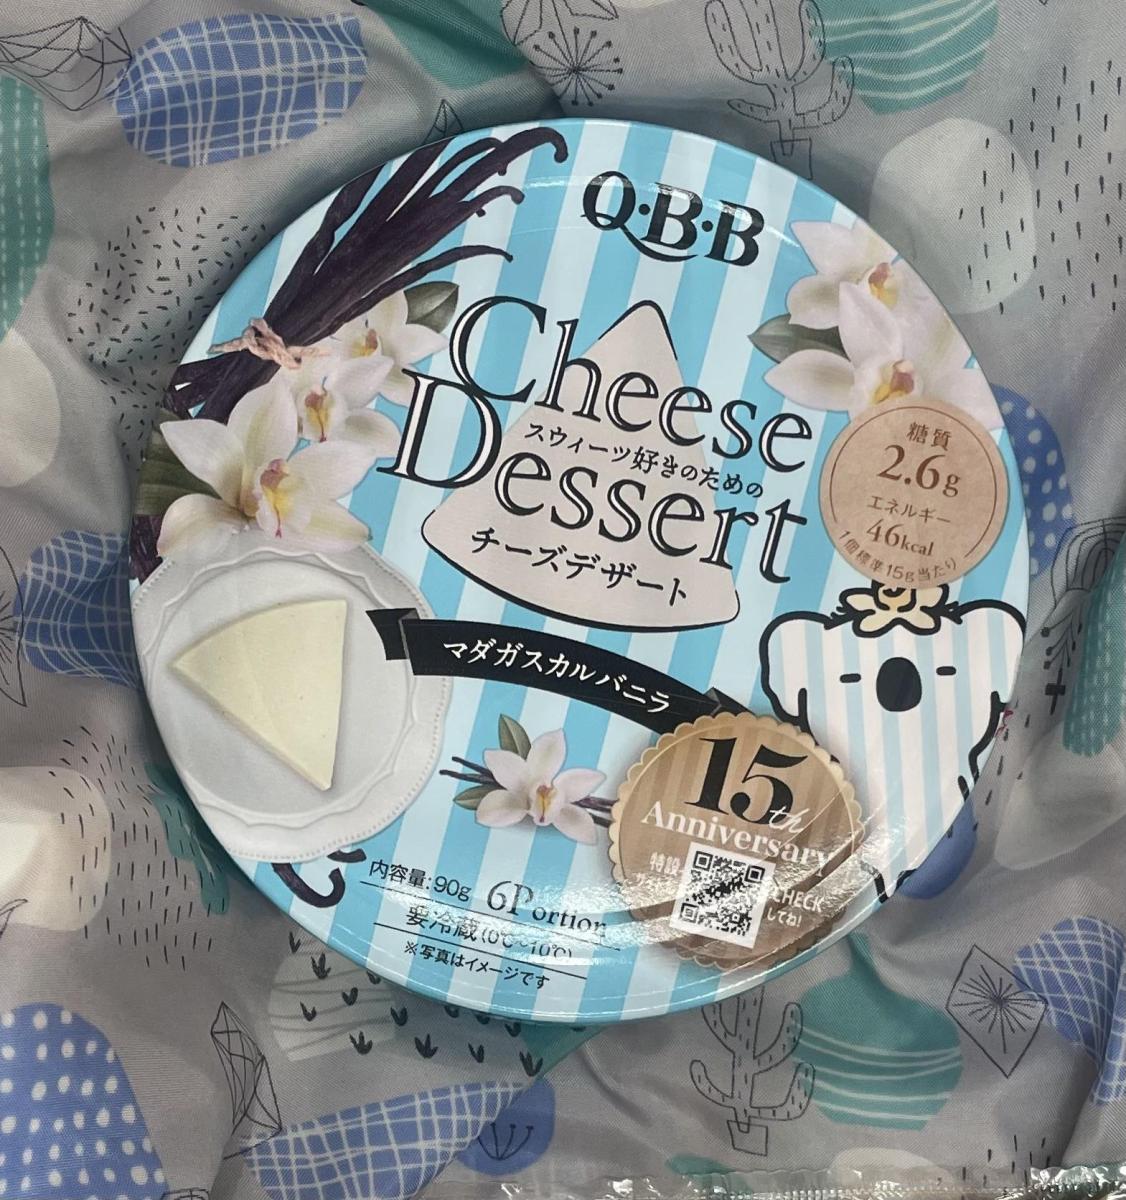 Q·B·B
Cheese
スウィーツ好きのための
Dessert
チーズデザート
糖質
2.6g
エネルギー
46kcal
1個標準15g当たり
マダガスカルバニラ
15th
Anniversary
特設
CHECK
してね!
内容量:90g 6Portion
要冷蔵(0℃~10℃)
※写真はイメージです